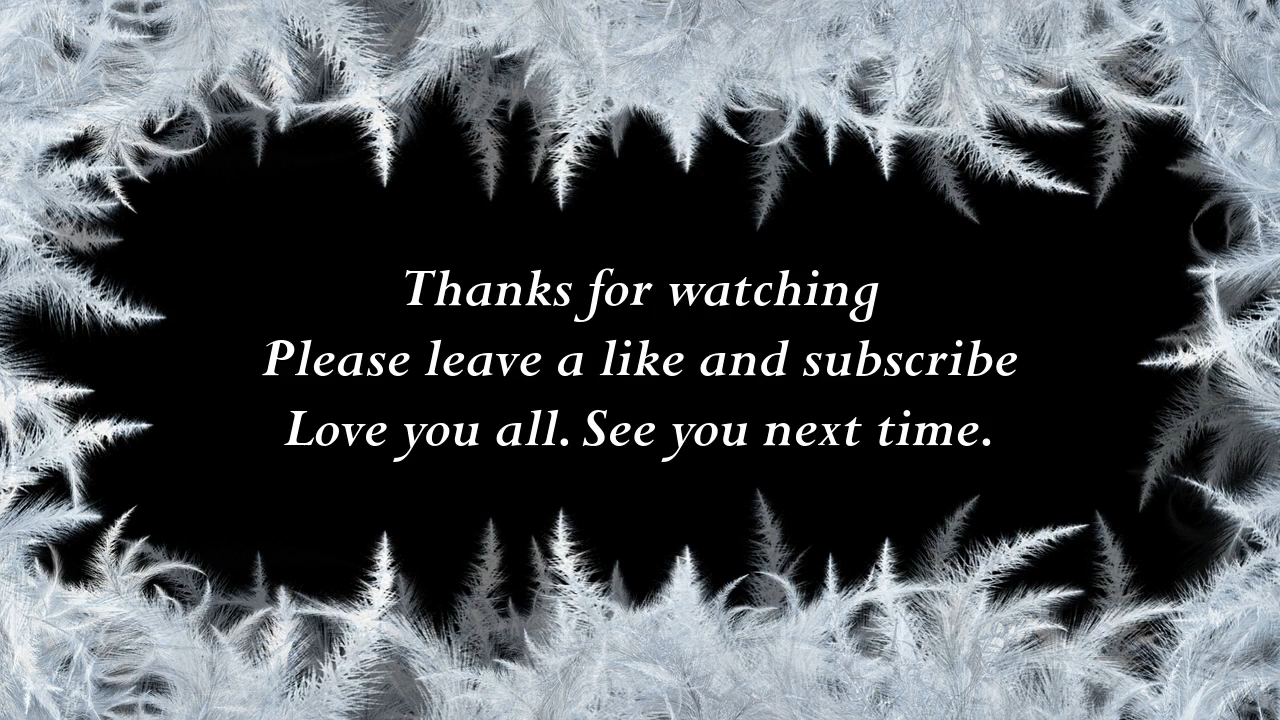 Thanks for watching
Please leave a like and subscribe
Love you all. See you next time.